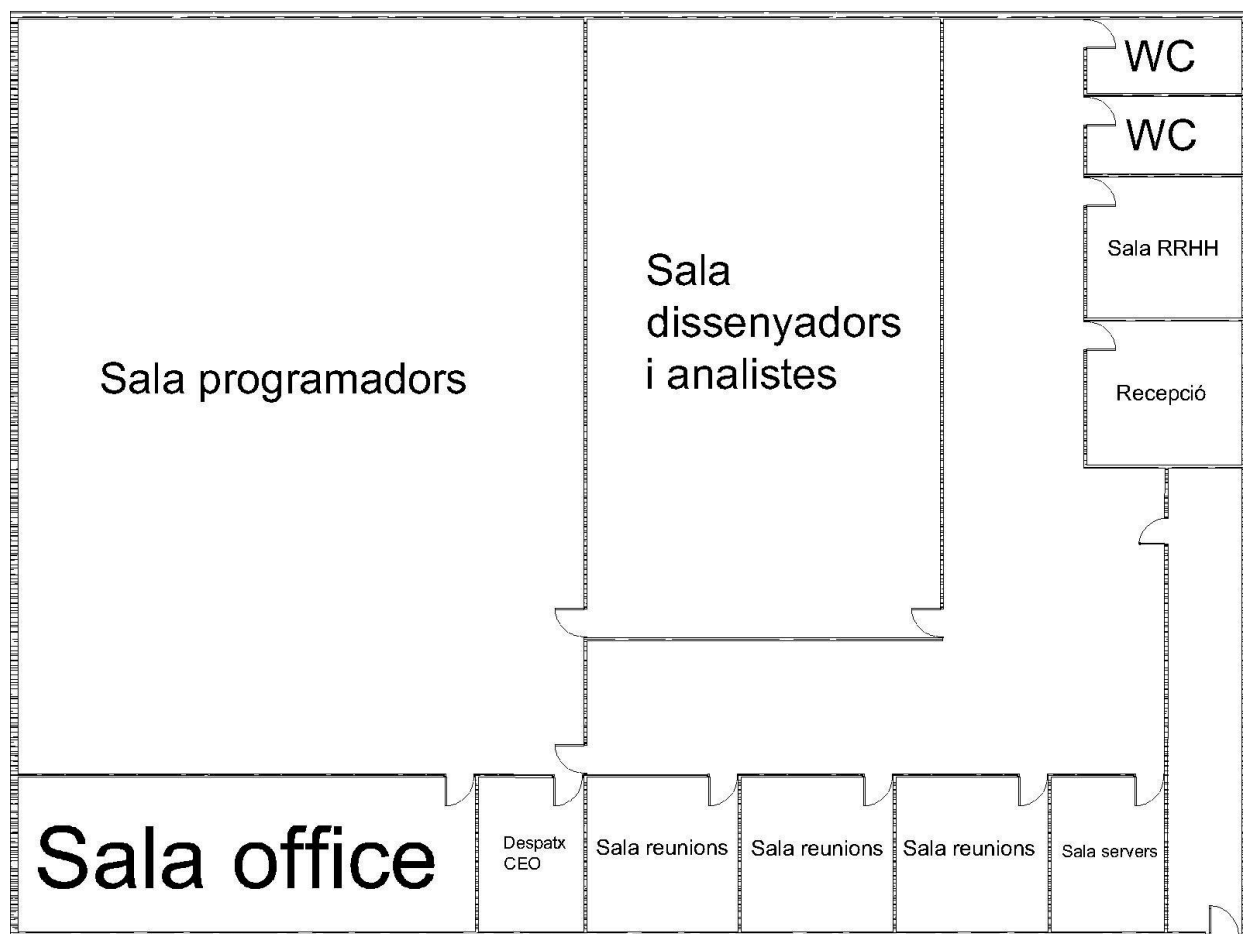 WC
WC
Sala RRHH
Sala
dissenyadors
i analistes
Sala programadors
Recepció
Sala office
Despatx
CEO
Sala reunions
Sala reunions
Sala reunions
Sala servers